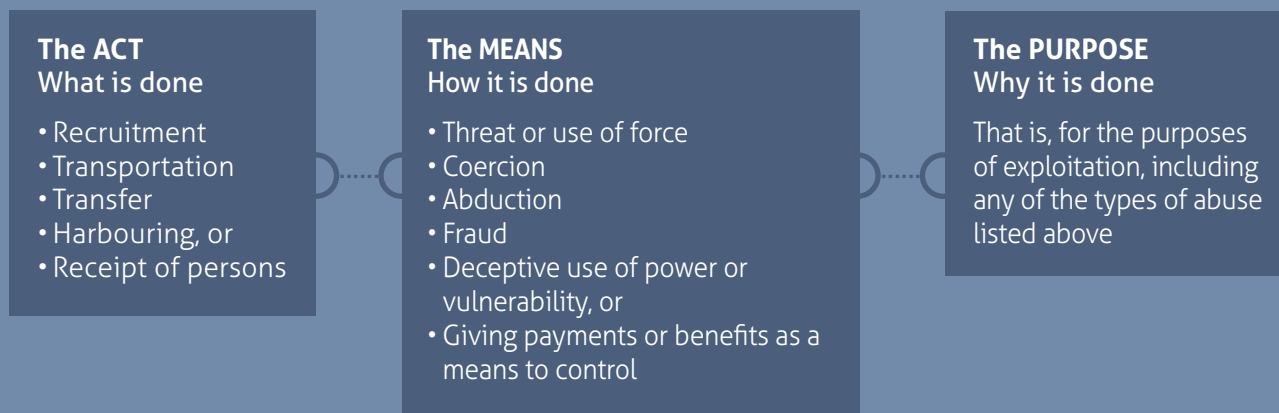 The ACT
What is done
• Recruitment
• Transportation
• Transfer
• Harbouring, or
• Receipt of persons
The MEANS
How it is done
• Threat or use of force
• Coercion
• Abduction
• Fraud
• Deceptive use of power or
vulnerability, or
• Giving payments or benefits as a
means to control
The PURPOSE
Why it is done
That is, for the purposes
of exploitation, including
any of the types of abuse
listed above